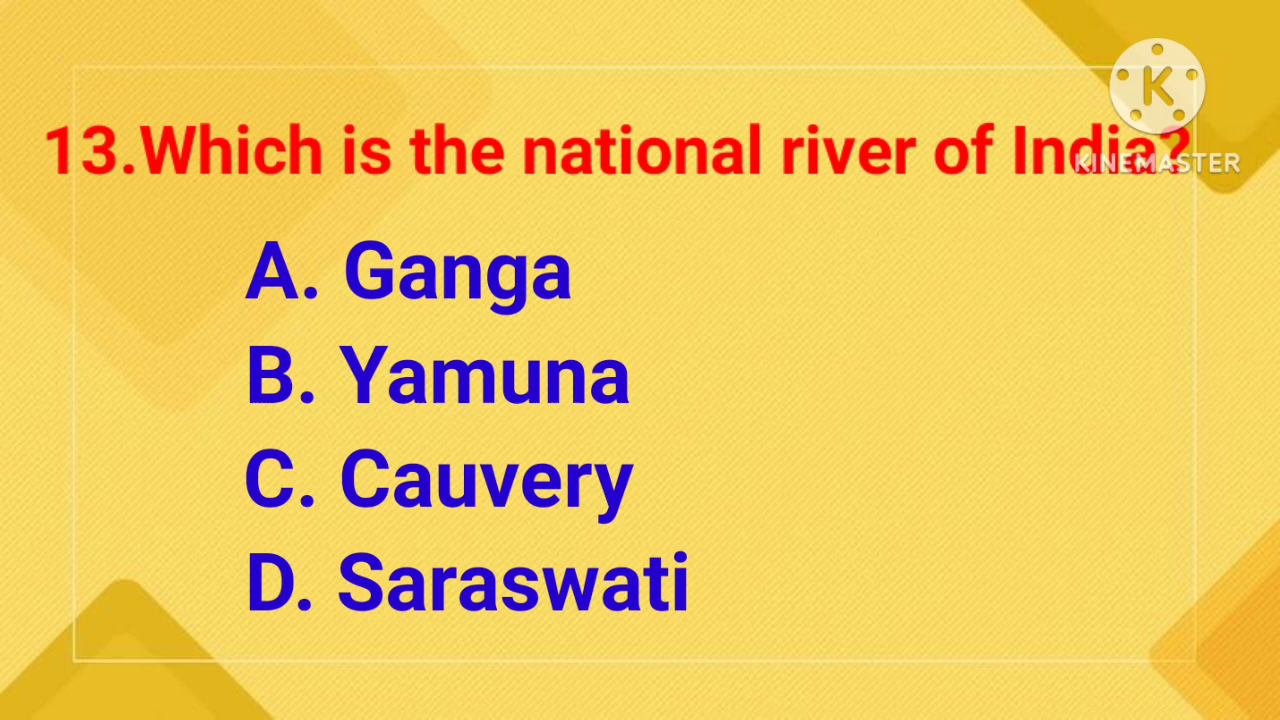 13.Which is the national river of India?
K
KINEMASTER
A. Ganga
B. Yamuna
C. Cauvery
D. Saraswati